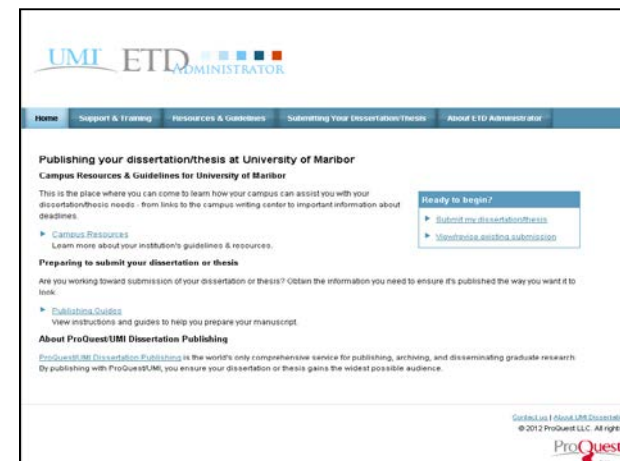 UMI ETD ADMINISTRATOR
Home Support & Training Resources & Guidelines Submitting Your Dissertation/Thesis About ETD Administrator
Publishing your dissertation/thesis at University of Maribor
Campus Resources & Guidelines for University of Maribor
This is the place where you can come to learn how your campus can assist you with your
dissertation/thesis needs - from links to the campus writing center to important information about
deadlines.
Campus Resources
Learn more about your institution's guidelines & resources.
Ready to begin?
Submit my dissertation/thesis
View/revise existing submission
Preparing to submit your dissertation or thesis
Are you working toward submission of your dissertation or thesis? Obtain the information you need to ensure it's published the way you want it to
look.
Publishing Guides
View instructions and guides to help you prepare your manuscript.
About ProQuest/UMI Dissertation Publishing
ProQuest/UMI Dissertation Publishing is the world's only comprehensive service for publishing, archiving, and disseminating graduate research.
By publishing with ProQuest/UMI, you ensure your dissertation or thesis gains the widest possible audience.
Contact us | About UMI Dissertati
© 2012 ProQuest LLC. All right
ProQuest